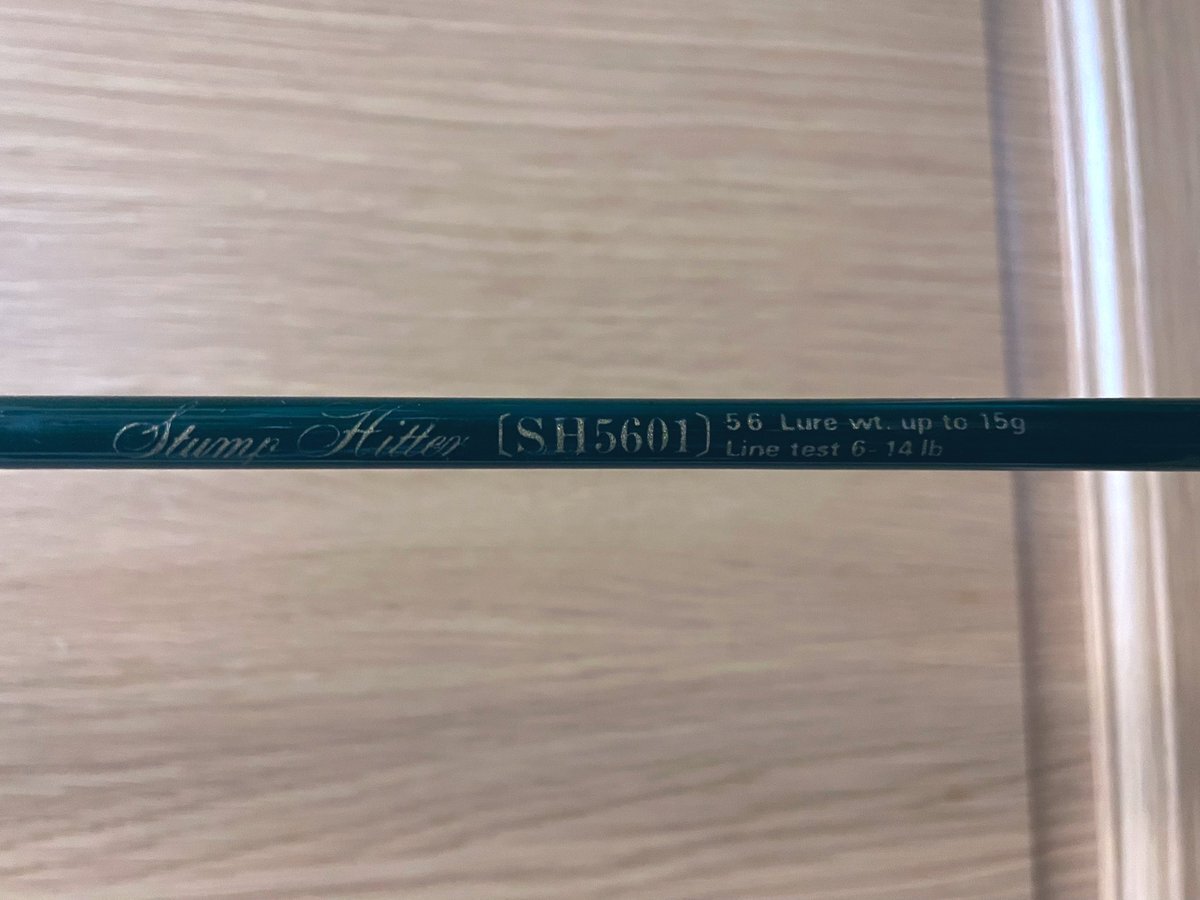 Stump Hitter [SH5601] 56 Lure wt. up to 15g
Line test 6-14 lb